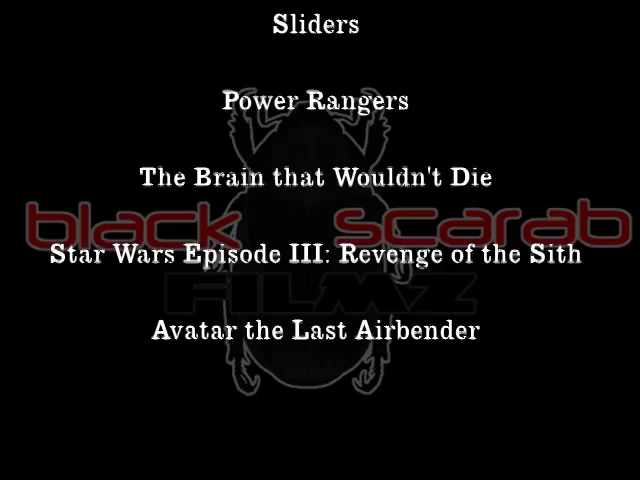 Sliders
Power Rangers
The Brain that Wouldn't Die
black scarab
Star Wars Episode III: Revenge of the Sith
FILMZ
Avatar the Last Airbender